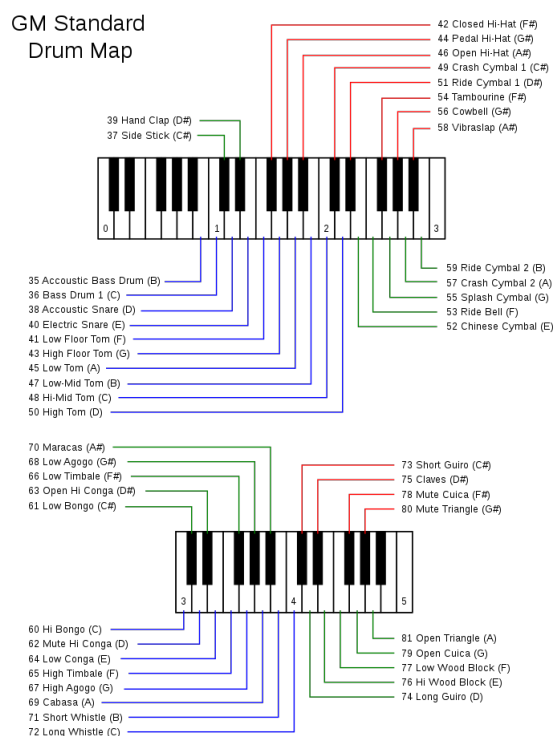 GM Standard
Drum Map
42 Closed Hi-Hat (F#)
44 Pedal Hi-Hat (G#)
46 Open Hi-Hat (A#)
49 Crash Cymbal 1 (C#)
51 Ride Cymbal 1 (D#)
54 Tambourine (F#)
56 Cowbell (G#)
58 Vibraslap (A#)
39 Hand Clap (D#)
37 Side Stick (C#)
0 1 2 3
35 Accoustic Bass Drum (B)
36 Bass Drum 1 (C)
38 Accoustic Snare (D)
40 Electric Snare (E)
41 Low Floor Tom (F)
43 High Floor Tom (G)
45 Low Tom (A)
47 Low-Mid Tom (B)
48 Hi-Mid Tom (C)
50 High Tom (D)
59 Ride Cymbal 2 (B)
57 Crash Cymbal 2 (A)
55 Splash Cymbal (G)
53 Ride Bell (F)
52 Chinese Cymbal (E)
70 Maracas (A#)
68 Low Agogo (G#)
66 Low Timbale (F#)
63 Open Hi Conga (D#)
61 Low Bongo (C#)
73 Short Guiro (C#)
75 Claves (D#)
78 Mute Cuica (F#)
80 Mute Triangle (G#)
3 4 5
60 Hi Bongo (C)
62 Mute Hi Conga (D)
64 Low Conga (E)
65 High Timbale (F)
67 High Agogo (G)
69 Cabasa (A)
71 Short Whistle (B)
72 Long Whistle (C)
81 Open Triangle (A)
79 Open Cuica (G)
77 Low Wood Block (F)
76 Hi Wood Block (E)
74 Long Guiro (D)